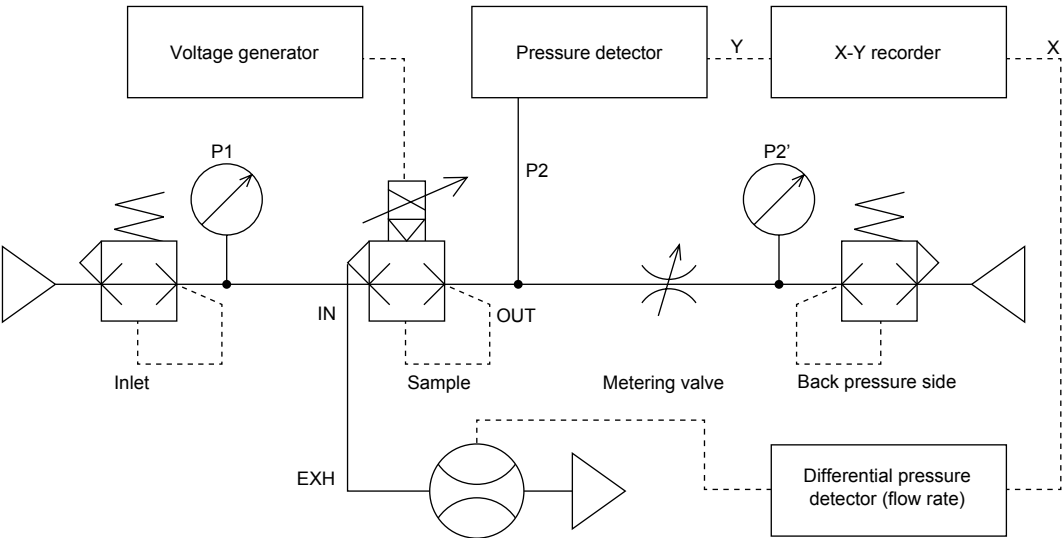 Voltage generator
Pressure detector
Y
X-Y recorder
X
P1
P2
P2’
IN
OUT
Inlet
Sample
Metering valve
Back pressure side
EXH
Differential pressure
detector (flow rate)